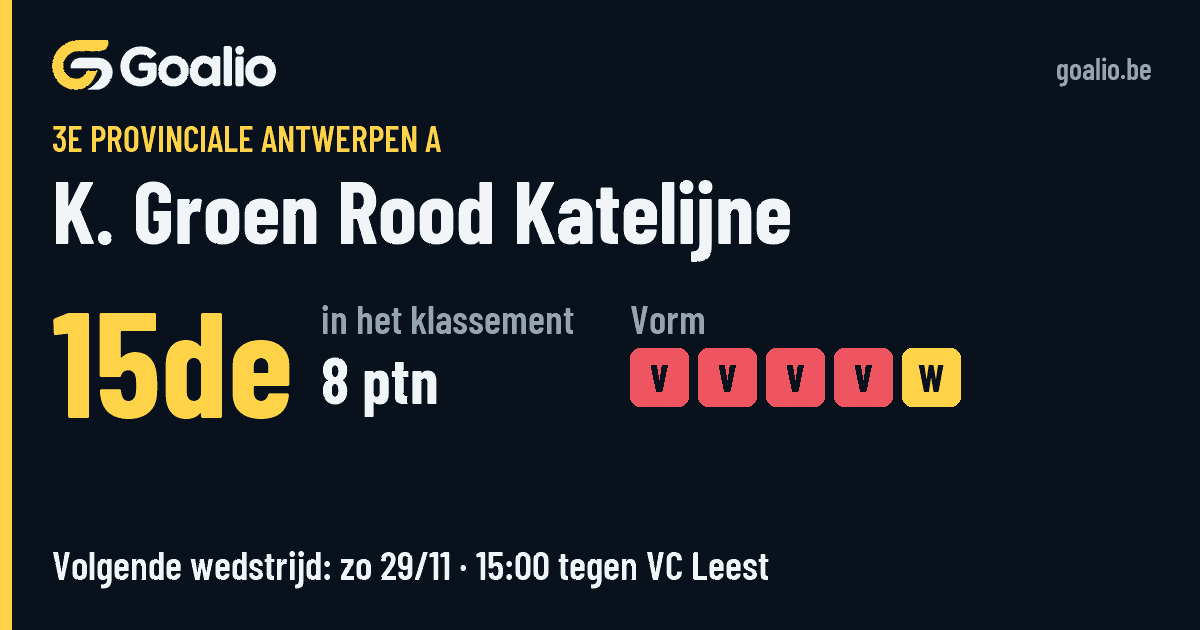 Goalio
goalio.be
3E PROVINCIALE ANTWERPEN A
K. Groen Rood Katelijne
15de
in het klassement
8 ptn
Vorm
V V V V W
Volgende wedstrijd: zo 29/11 · 15:00 tegen VC Leest